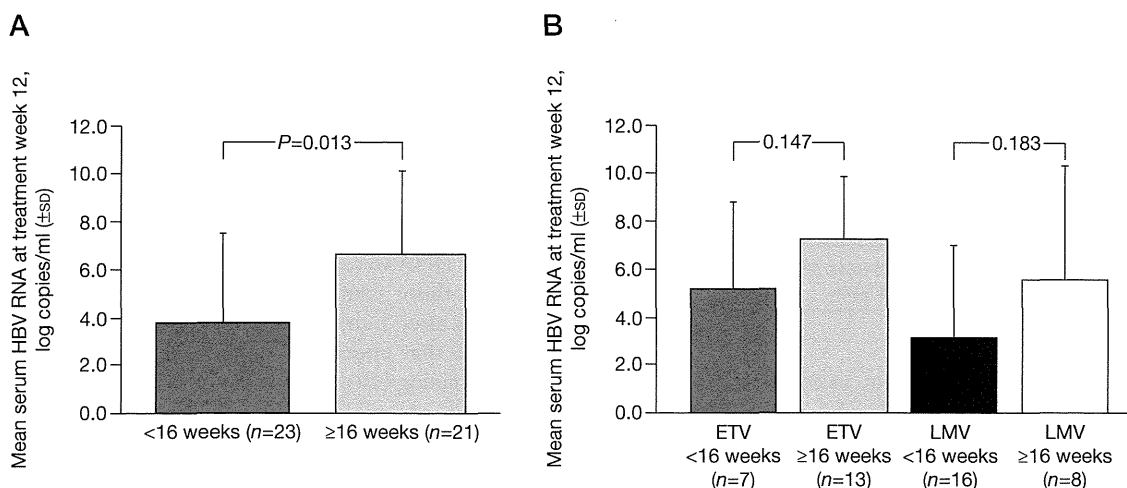 A
Mean serum HBV RNA at treatment week 12,
log copies/ml (±SD)
12.0
10.0
8.0
6.0
4.0
2.0
0.0
P=0.013
<16 weeks (n=23)
≥16 weeks (n=21)
B
Mean serum HBV RNA at treatment week 12,
log copies/ml (±SD)
12.0
10.0
8.0
6.0
4.0
2.0
0.0
0.147
0.183
ETV
<16 weeks
(n=7)
ETV
≥16 weeks
(n=13)
LMV
<16 weeks
(n=16)
LMV
≥16 weeks
(n=8)